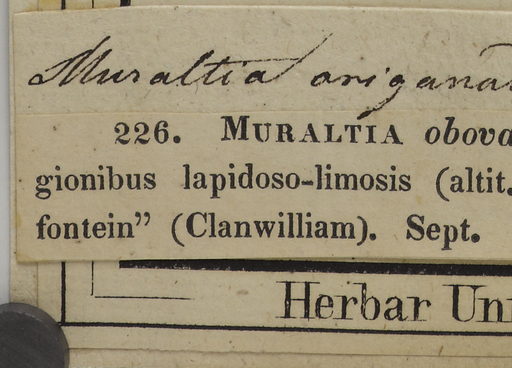 Muraltia origana
226. MURALTIA obova
gionibus lapidoso-limosis (altit.
fontein” (Clanwilliam). Sept.
Herbar Un